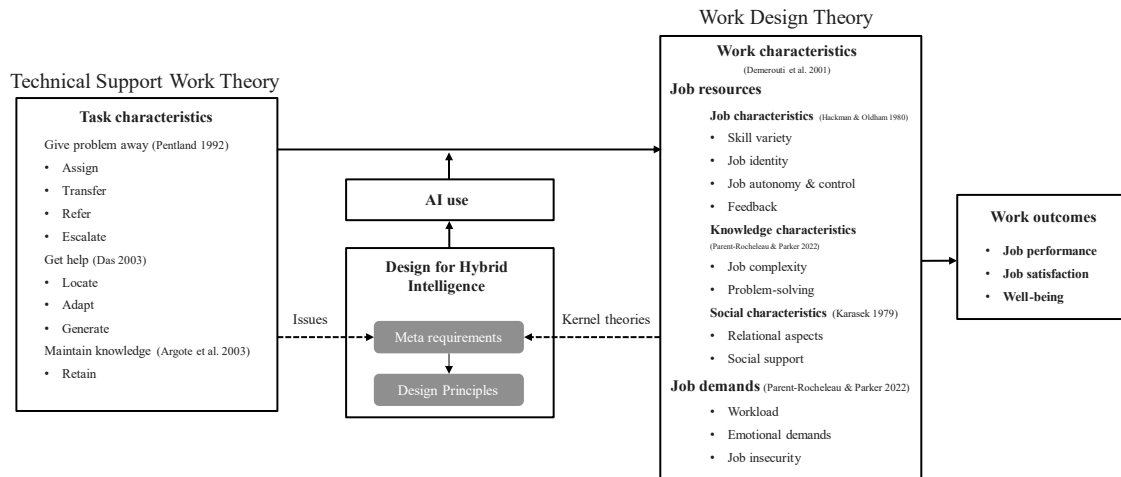 Technical Support Work Theory
Task characteristics
Give problem away (Pentland 1992)
• Assign
• Transfer
• Refer
• Escalate
Get help (Das 2003)
• Locate
• Adapt
• Generate
Maintain knowledge (Argote et al. 2003)
• Retain
AI use
Design for Hybrid
Intelligence
Issues
Meta requirements
Kernel theories
Design Principles
Work Design Theory
Work characteristics
(Demerouti et al. 2001)
Job resources
Job characteristics (Hackman & Oldham 1980)
• Skill variety
• Job identity
• Job autonomy & control
• Feedback
Knowledge characteristics
(Parent-Rocheleau & Parker 2022)
• Job complexity
• Problem-solving
Social characteristics (Karasek 1979)
• Relational aspects
• Social support
Job demands (Parent-Rocheleau & Parker 2022)
• Workload
• Emotional demands
• Job insecurity
Work outcomes
• Job performance
• Job satisfaction
• Well-being